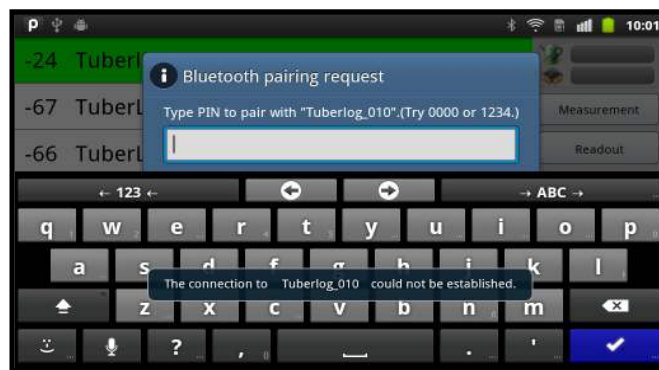 10:01
-24 Tuberl
Bluetooth pairing request
-67 TuberL
Type PIN to pair with "Tuberlog_010".(Try 0000 or 1234.)
Measurement
-66 TuberL
Readout
← 123 ←
→ ABC →
q w e r t y u i o p
a s d f g h j k l
The connection to Tuberlog_010 could not be established.
z x c v b n m
? , . '